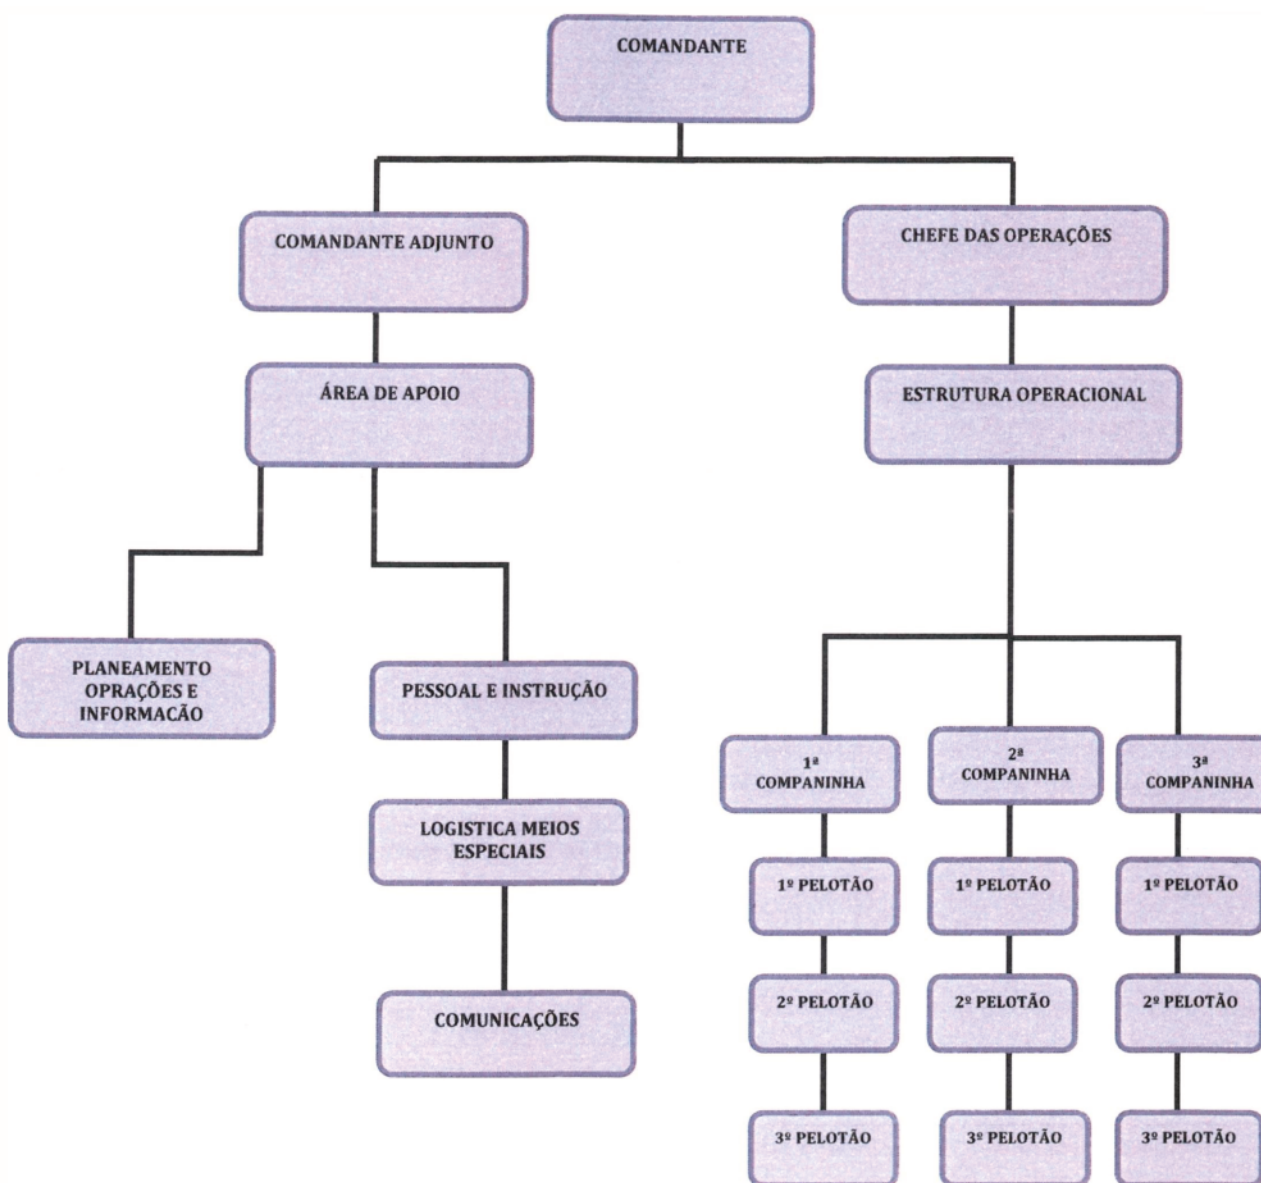 COMANDANTE
COMANDANTE ADJUNTO
CHEFE DAS OPERAÇÕES
ÁREA DE APOIO
ESTRUTURA OPERACIONAL
PLANEAMENTO
OPRAÇÕES E
INFORMACÃO
PESSOAL E INSTRUÇÃO
LOGISTICA MEIOS
ESPECIAIS
COMUNICAÇÕES
1ª
COMPANINHA
2ª
COMPANINHA
3ª
COMPANINHA
1º PELOTÃO
1º PELOTÃO
1º PELOTÃO
2º PELOTÃO
2º PELOTÃO
2º PELOTÃO
3º PELOTÃO
3º PELOTÃO
3º PELOTÃO